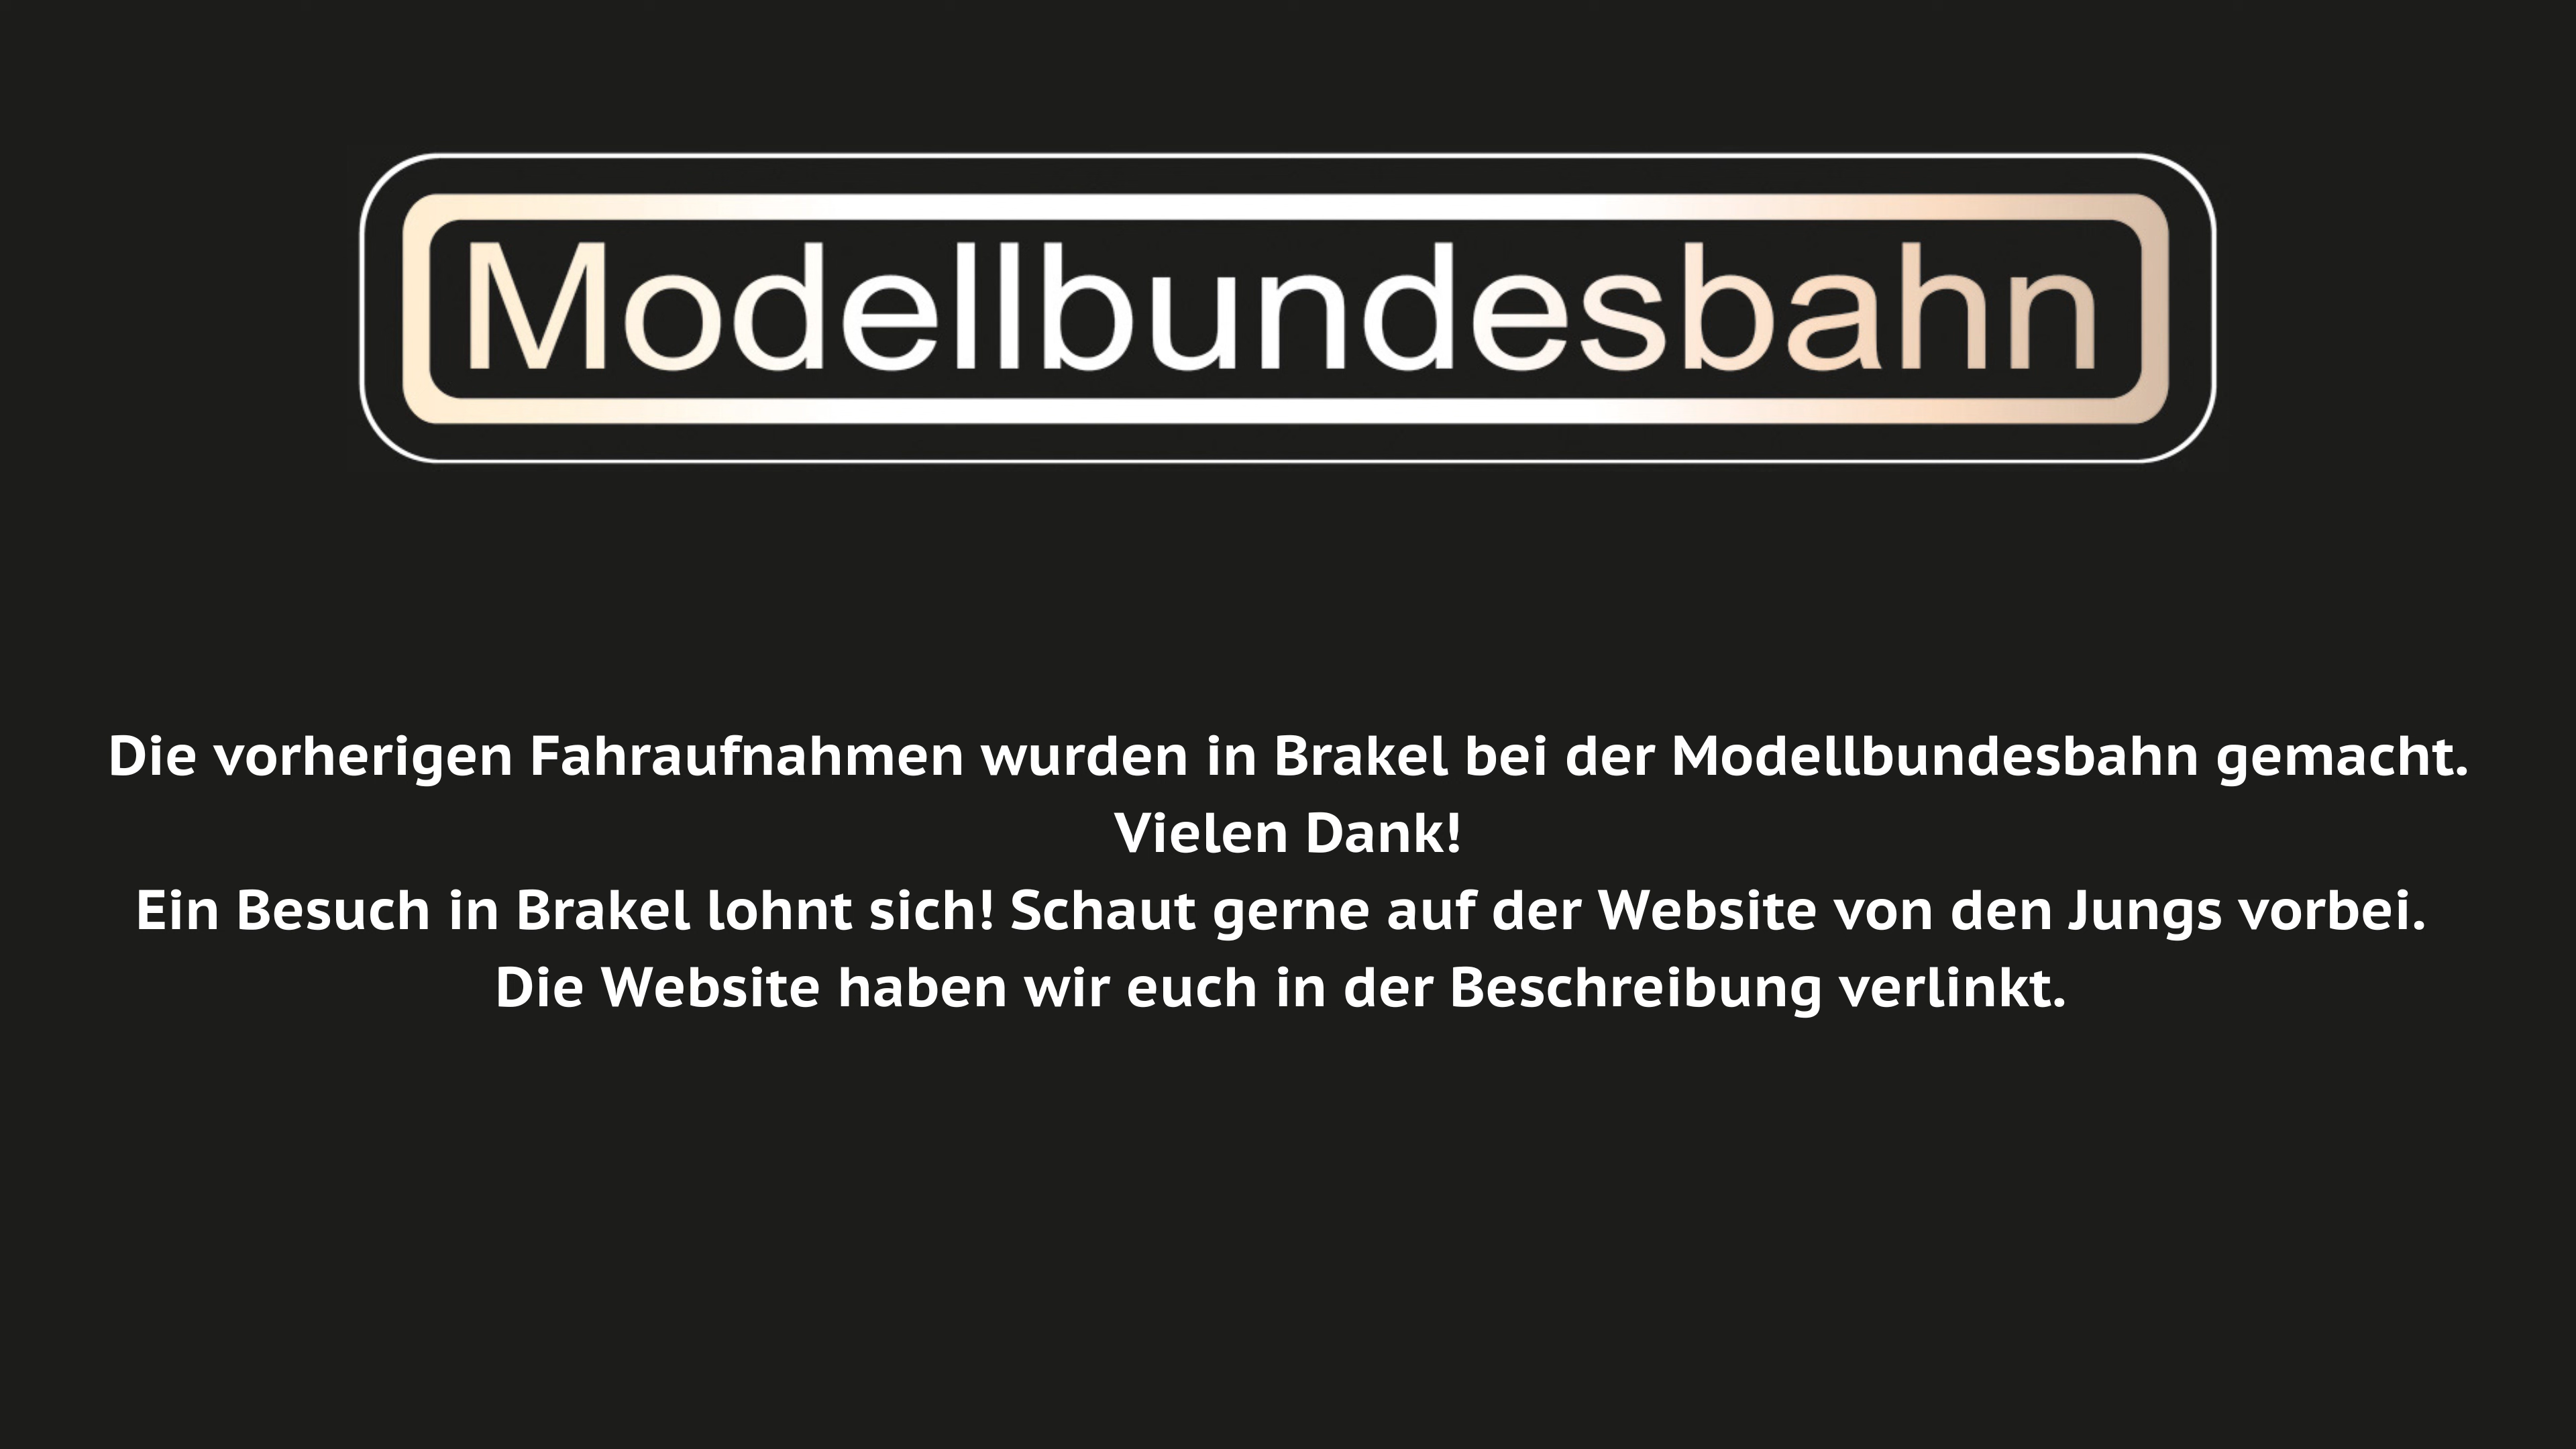 Modellbundesbahn
Die vorherigen Fahraufnahmen wurden in Brakel bei der Modellbundesbahn gemacht.
Vielen Dank!
Ein Besuch in Brakel lohnt sich! Schaut gerne auf der Website von den Jungs vorbei.
Die Website haben wir euch in der Beschreibung verlinkt.